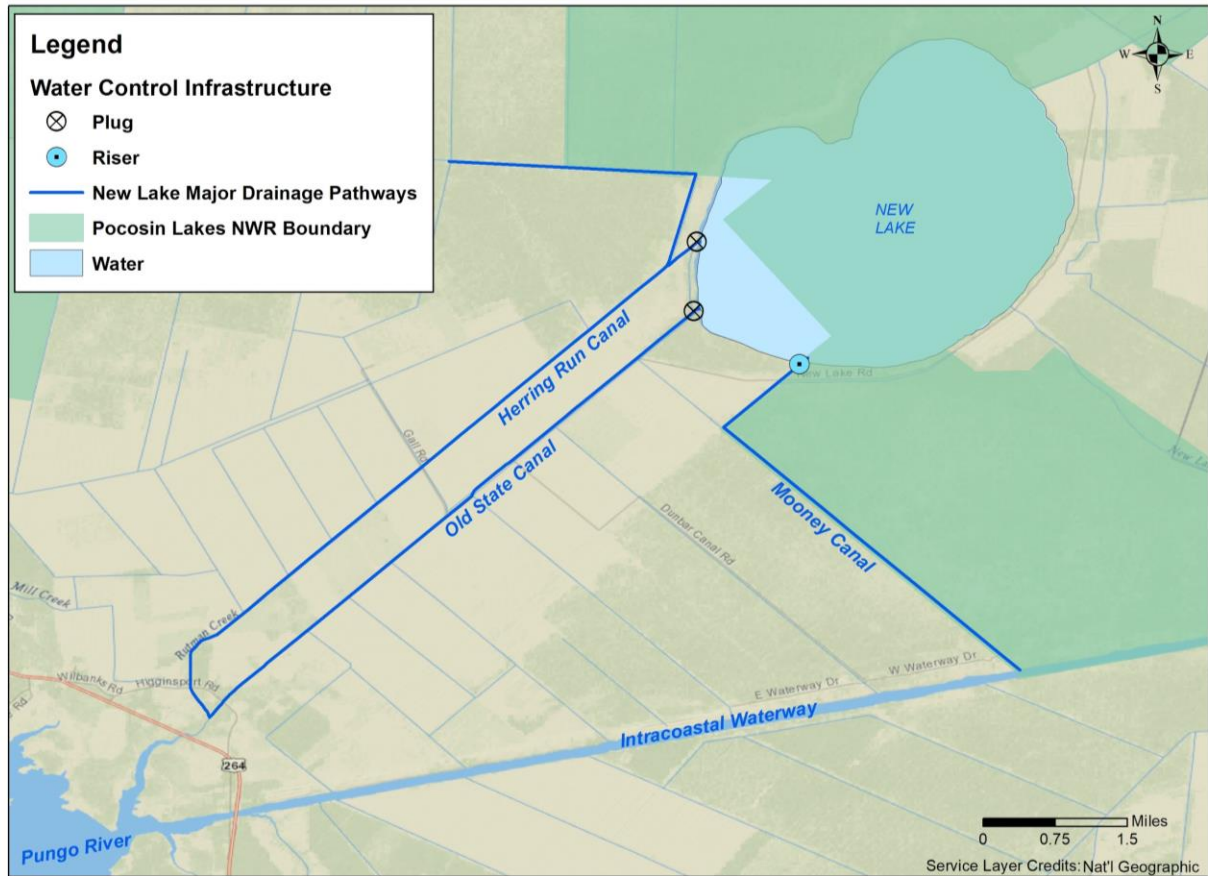 Legend
Water Control Infrastructure
Plug
Riser
New Lake Major Drainage Pathways
Pocosin Lakes NWR Boundary
Water
N
W
E
S
NEW
LAKE
New Lake Rd
Herring Run Canal
Gall Rd
Old State Canal
Dunbar Canal Rd
Mooney Canal
Mill Creek
Rutman Creek
Wilbanks Rd
Higginsport Rd
Rd
264
W Waterway Dr
E Waterway Dr
Intracoastal Waterway
Pungo River
Miles
0
0.75
1.5
Service Layer Credits: Nat'l Geographic